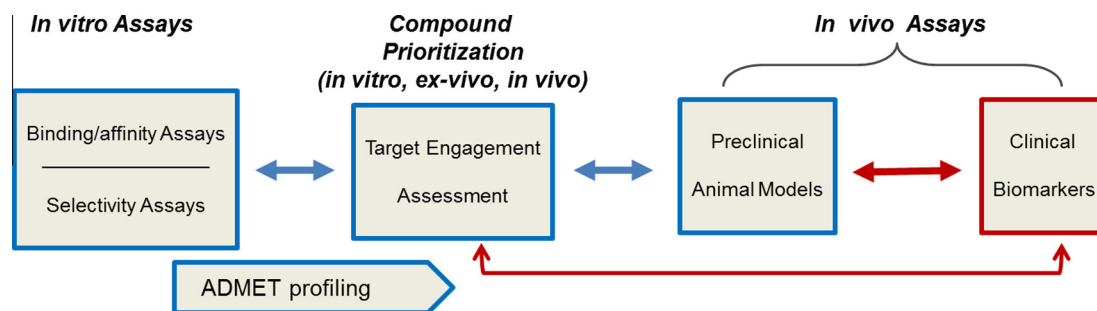 In vitro Assays
Compound
Prioritization
(in vitro, ex-vivo, in vivo)
In vivo Assays
Binding/affinity Assays
Selectivity Assays
Target Engagement
Assessment
Preclinical
Animal Models
Clinical
Biomarkers
ADMET profiling